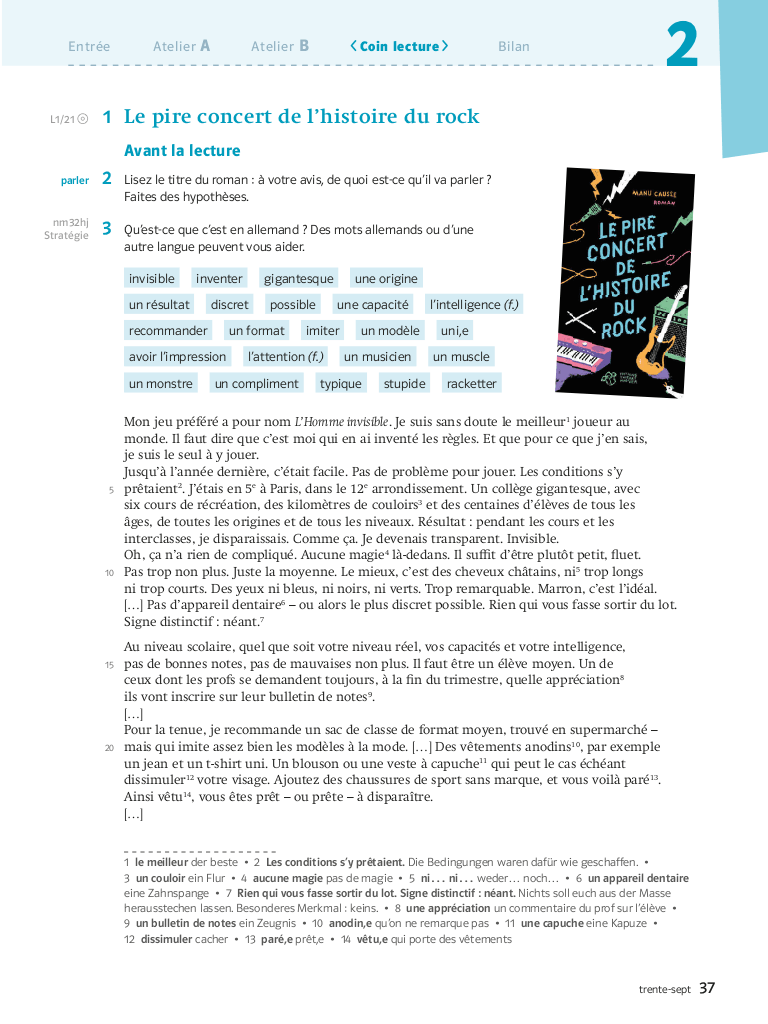 Entrée Atelier A Atelier B ‹ Coin lecture › Bilan 2
L1/21 1 Le pire concert de l’histoire du rock
Avant la lecture
parler 2 Lisez le titre du roman : à votre avis, de quoi est-ce qu’il va parler ?
Faites des hypothèses.
nm32hj
Stratégie 3 Qu’est-ce que c’est en allemand ? Des mots allemands ou d’une
autre langue peuvent vous aider.
MANU CAUSSE
ROMAN
LE PIRE
CONCERT
DE
L’HISTOIRE
DU
ROCK
invisible inventer gigantesque une origine
un résultat discret possible une capacité l’intelligence (f.)
recommander un format imiter un modèle uni,e
avoir l’impression l’attention (f.) un musicien un muscle
un monstre un compliment typique stupide racketter
Mon jeu préféré a pour nom L’Homme invisible. Je suis sans doute le meilleur¹ joueur au
monde. Il faut dire que c’est moi qui en ai inventé les règles. Et que pour ce que j’en sais,
je suis le seul à y jouer.
Jusqu’à l’année dernière, c’était facile. Pas de problème pour jouer. Les conditions s’y
5 prêtaient². J’étais en 5ᵉ à Paris, dans le 12ᵉ arrondissement. Un collège gigantesque, avec
six cours de récréation, des kilomètres de couloirs³ et des centaines d’élèves de tous les
âges, de toutes les origines et de tous les niveaux. Résultat : pendant les cours et les
interclasses, je disparaissais. Comme ça. Je devenais transparent. Invisible.
Oh, ça n’a rien de compliqué. Aucune magie⁴ là-dedans. Il suffit d’être plutôt petit, fluet.
10 Pas trop non plus. Juste la moyenne. Le mieux, c’est des cheveux châtains, ni⁵ trop longs
ni trop courts. Des yeux ni bleus, ni noirs, ni verts. Trop remarquable. Marron, c’est l’idéal.
[…] Pas d’appareil dentaire⁶ – ou alors le plus discret possible. Rien qui vous fasse sortir du lot.
Signe distinctif : néant.⁷
Au niveau scolaire, quel que soit votre niveau réel, vos capacités et votre intelligence,
15 pas de bonnes notes, pas de mauvaises non plus. Il faut être un élève moyen. Un de
ceux dont les profs se demandent toujours, à la fin du trimestre, quelle appréciation⁸
ils vont inscrire sur leur bulletin de notes⁹.
[…]
Pour la tenue, je recommande un sac de classe de format moyen, trouvé en supermarché –
20 mais qui imite assez bien les modèles à la mode. […] Des vêtements anodins¹⁰, par exemple
un jean et un t-shirt uni. Un blouson ou une veste à capuche¹¹ qui peut le cas échéant
dissimuler¹² votre visage. Ajoutez des chaussures de sport sans marque, et vous voilà paré¹³.
Ainsi vêtu¹⁴, vous êtes prêt – ou prête – à disparaître.
[…]
1 le meilleur der beste • 2 Les conditions s’y prêtaient. Die Bedingungen waren dafür wie geschaffen. •
3 un couloir ein Flur • 4 aucune magie pas de magie • 5 ni… ni… weder… noch… • 6 un appareil dentaire
eine Zahnspange • 7 Rien qui vous fasse sortir du lot. Signe distinctif : néant. Nichts soll euch aus der Masse
herausstechen lassen. Besonderes Merkmal : keins. • 8 une appréciation un commentaire du prof sur l’élève •
9 un bulletin de notes ein Zeugnis • 10 anodin,e qu’on ne remarque pas • 11 une capuche eine Kapuze •
12 dissimuler cacher • 13 paré,e prêt,e • 14 vêtu,e qui porte des vêtements
trente-sept 37